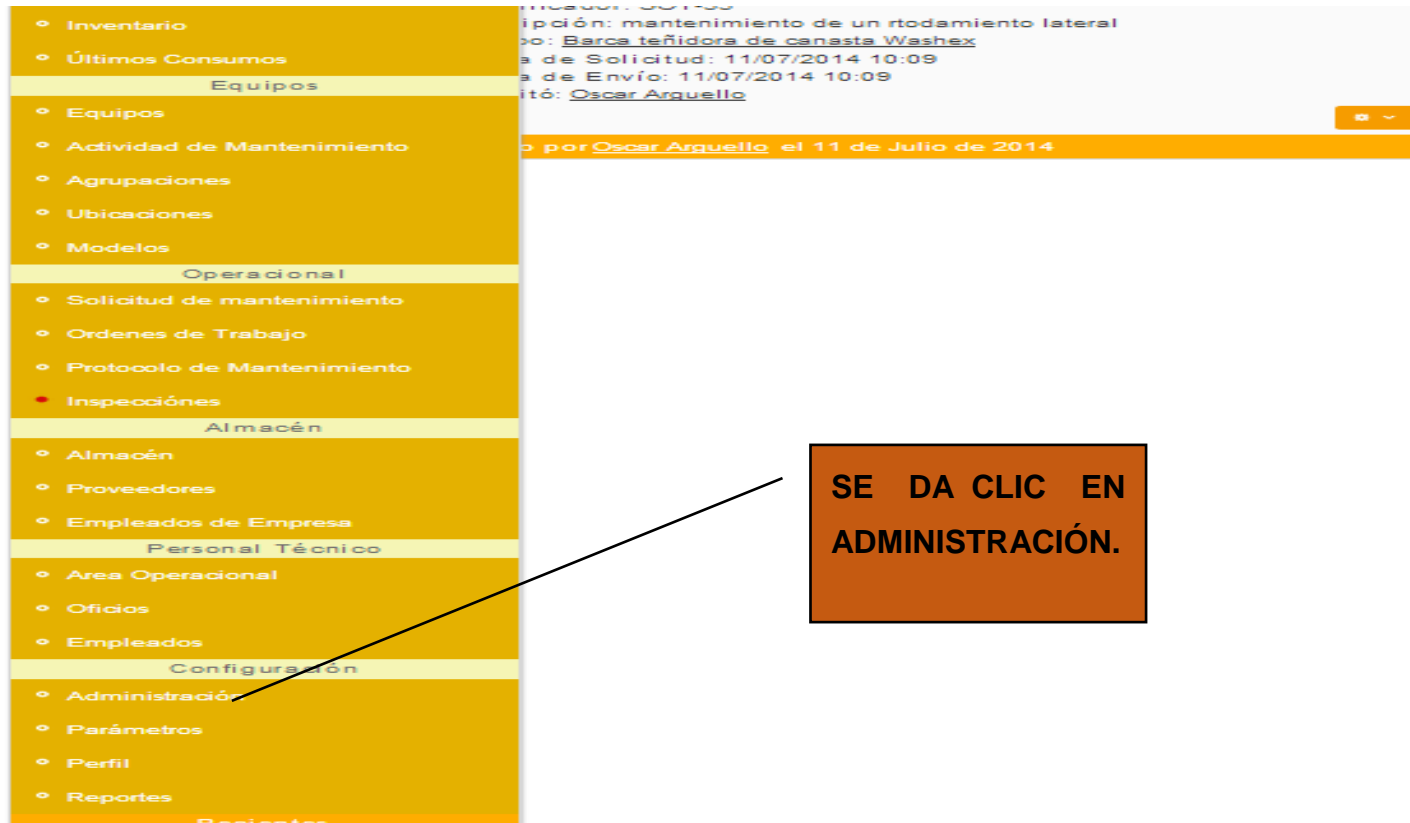 Inventario
Últimos Consumos
Equipos
Equipos
Actividad de Mantenimiento
Agrupaciones
Ubicaciones
Modelos
Operacional
Solicitud de mantenimiento
Ordenes de Trabajo
Protocolo de Mantenimiento
Inspecciónes
Almacén
Almacén
Proveedores
Empleados de Empresa
Personal Técnico
Area Operacional
Oficios
Empleados
Configuración
Administración
Parámetros
Perfil
Reportes
ipción: mantenimiento de un rtodamiento lateral
po: Barca teñidora de canasta Washex
a de Solicitud: 11/07/2014 10:09
a de Envío: 11/07/2014 10:09
itó: Oscar Arguello
o por Oscar Arguello el 11 de Julio de 2014
SE DA CLIC EN
ADMINISTRACIÓN.